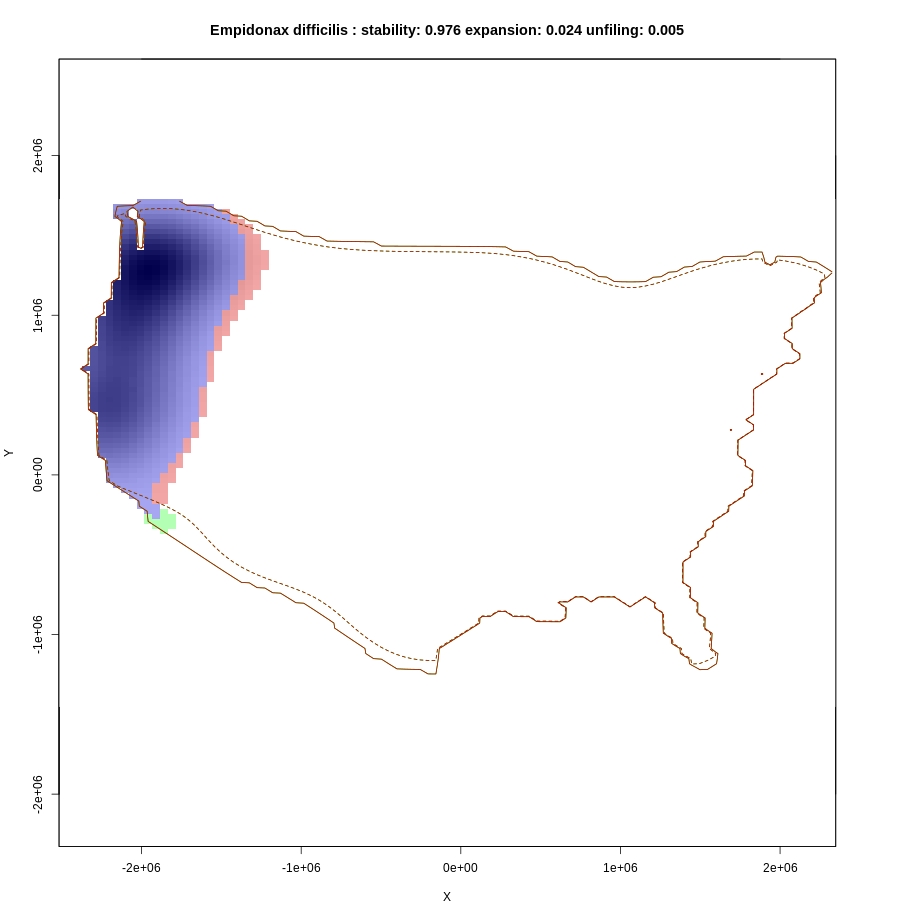 Empidonax difficilis : stability: 0.976 expansion: 0.024 unfiling: 0.005
2e+06
1e+06
0e+00
-1e+06
-2e+06
Y
-2e+06 -1e+06 0e+00 1e+06 2e+06
X